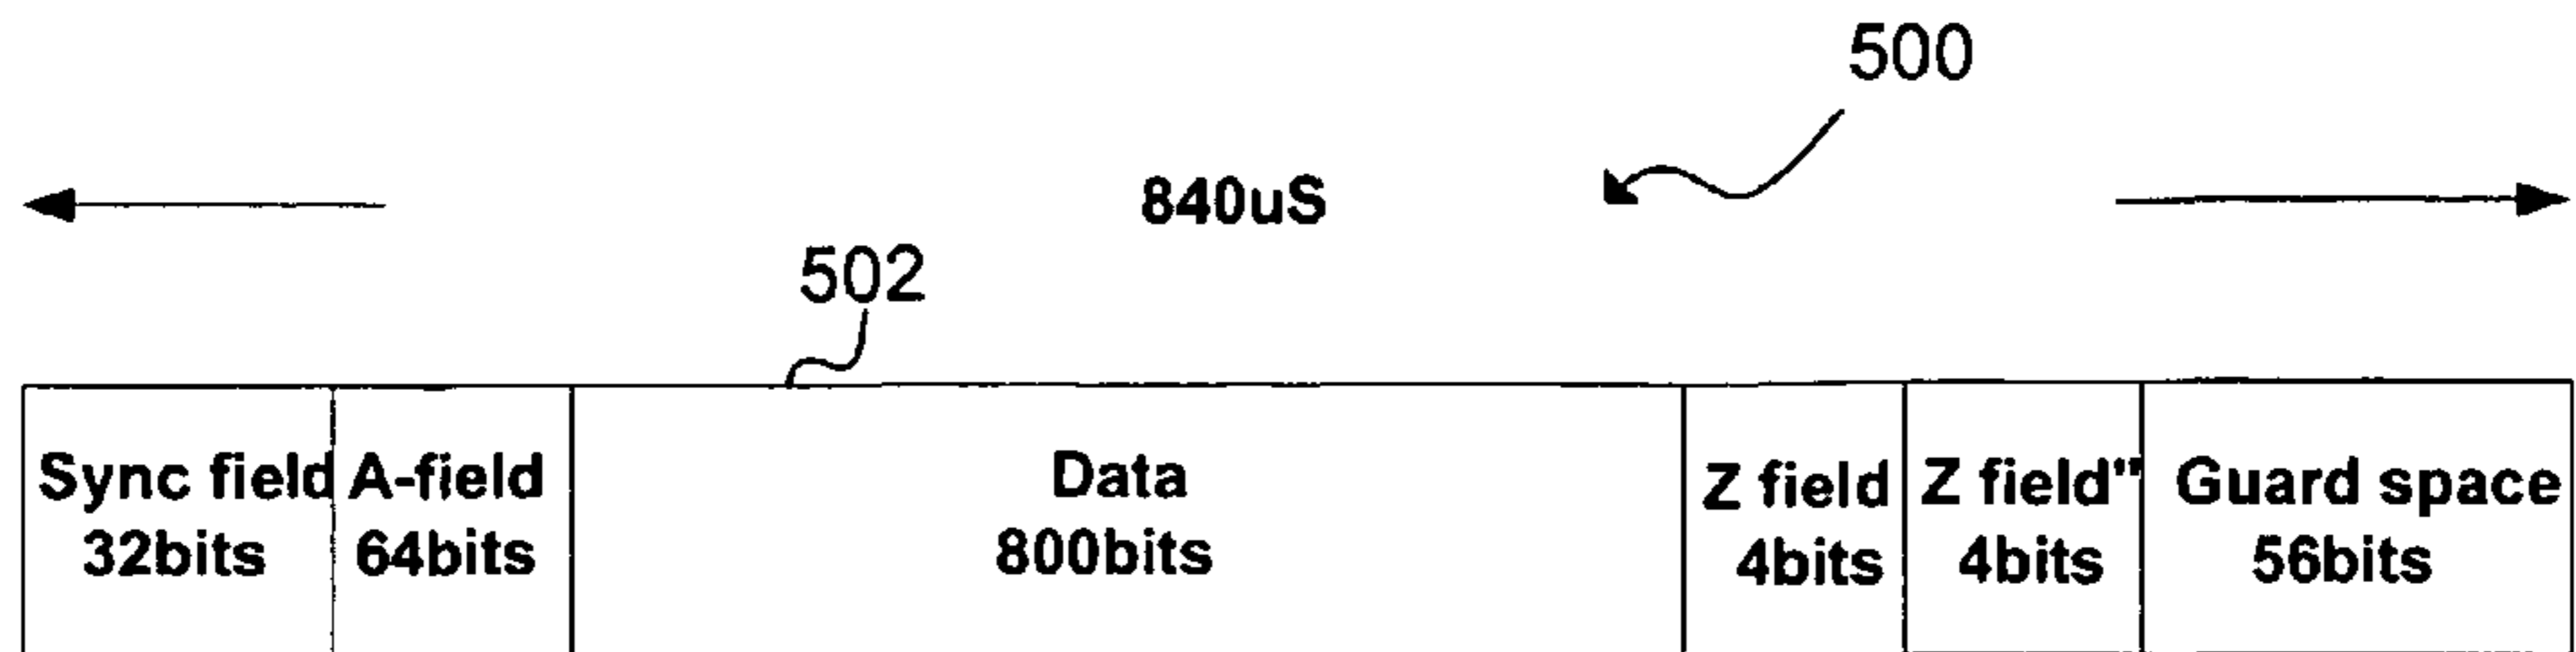 500
840uS
502
Sync field
32bits
A-field
64bits
Data
800bits
Z field
4bits
Z field"
4bits
Guard space
56bits